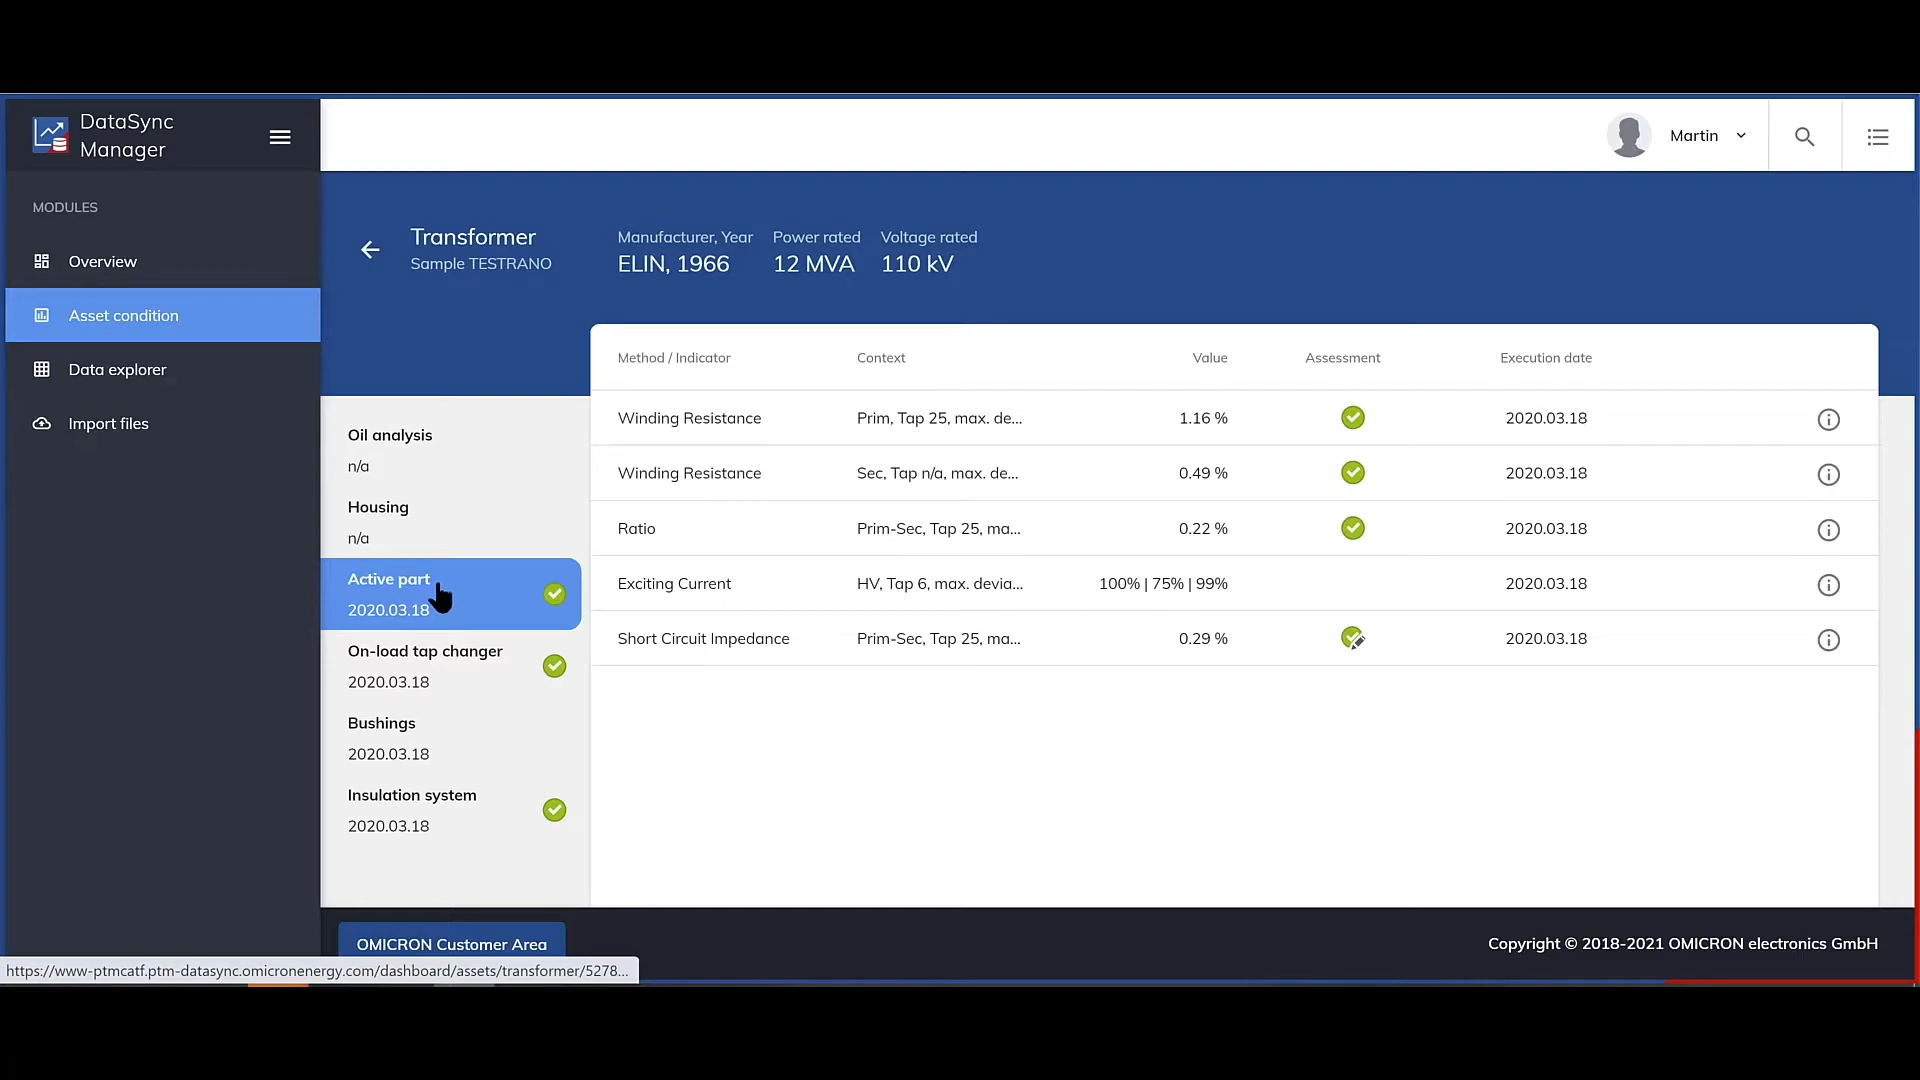 DataSync
Manager
Martin
MODULES
Overview
Asset condition
Data explorer
Import files
Transformer
Sample TESTRANO
Manufacturer, Year
ELIN, 1966
Power rated
12 MVA
Voltage rated
110 kV
Oil analysis
n/a
Housing
n/a
Active part
2020.03.18
On-load tap changer
2020.03.18
Bushings
2020.03.18
Insulation system
2020.03.18
Method / Indicator Context Value Assessment Execution date
Winding Resistance Prim, Tap 25, max. de... 1.16 % 2020.03.18
Winding Resistance Sec, Tap n/a, max. de... 0.49 % 2020.03.18
Ratio Prim-Sec, Tap 25, ma... 0.22 % 2020.03.18
Exciting Current HV, Tap 6, max. devia... 100% | 75% | 99% 2020.03.18
Short Circuit Impedance Prim-Sec, Tap 25, ma... 0.29 % 2020.03.18
OMICRON Customer Area
Copyright © 2018-2021 OMICRON electronics GmbH
https://www-ptmcatf.ptm-datasync.omicronenergy.com/dashboard/assets/transformer/5278...